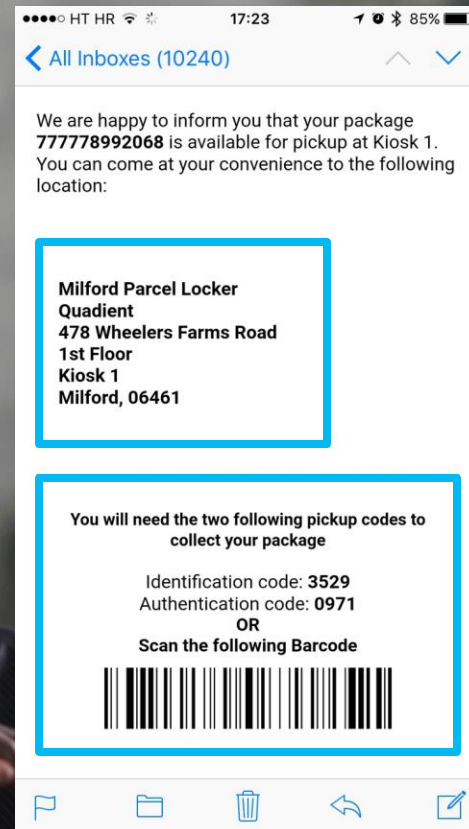 HT HR 17:23 85%
All Inboxes (10240)
We are happy to inform you that your package
777778992068 is available for pickup at Kiosk 1.
You can come at your convenience to the following
location:
Milford Parcel Locker
Quadient
478 Wheelers Farms Road
1st Floor
Kiosk 1
Milford, 06461
You will need the two following pickup codes to
collect your package
Identification code: 3529
Authentication code: 0971
OR
Scan the following Barcode